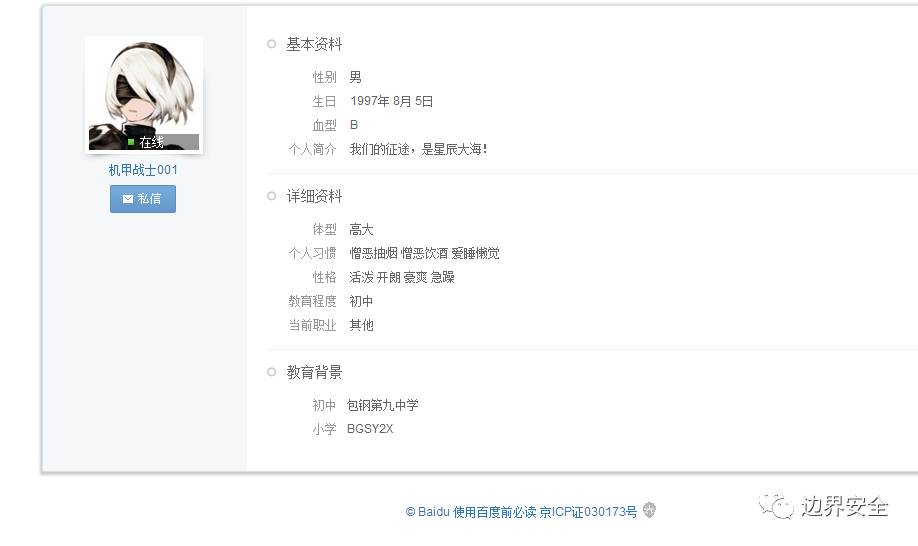 在线
机甲战士001
私信
基本资料
性别 男
生日 1997年 8月 5日
血型 B
个人简介 我们的征途，是星辰大海！
详细资料
体型 高大
个人习惯 憎恶抽烟 憎恶饮酒 爱睡懒觉
性格 活泼 开朗 豪爽 急躁
教育程度 初中
当前职业 其他
教育背景
初中 包钢第九中学
小学 BGSY2X
© Baidu 使用百度前必读 京ICP证030173号
边界安全